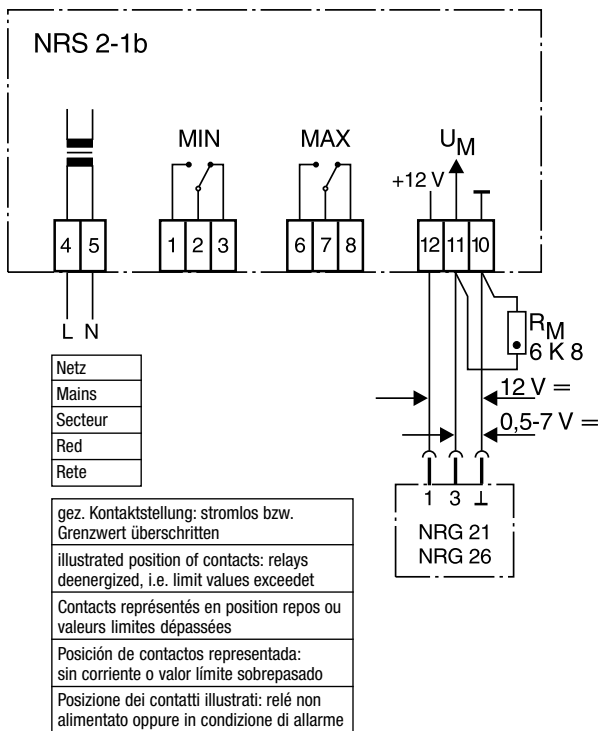 NRS 2-1b
MIN
MAX
U M
+12 V
4 5
1 2 3
6 7 8
12 11 10
L N
R M
6 K 8
12 V =
0,5-7 V =
Netz
Mains
Secteur
Red
Rete
1 3 ⊥
NRG 21
NRG 26
gez. Kontaktstellung: stromlos bzw.
Grenzwert überschritten
illustrated position of contacts: relays
deenergized, i.e. limit values exceedet
Contacts représentés en position repos ou
valeurs limites dépassées
Posición de contactos representada:
sin corriente o valor límite sobrepasado
Posizione dei contatti illustrati: relé non
alimentato oppure in condizione di allarme